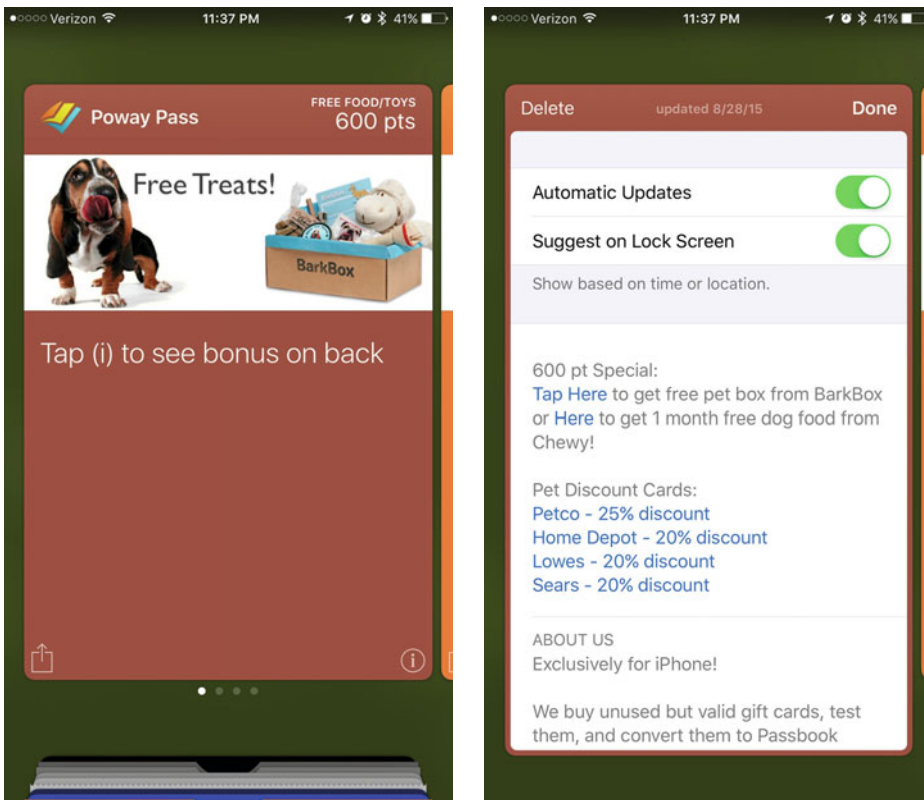 Verizon 11:37 PM 41%
Poway Pass
FREE FOOD/TOYS
600 pts
Free Treats!
BarkBox
Tap (i) to see bonus on back
Verizon 11:37 PM 41%
Delete updated 8/28/15 Done
Automatic Updates
Suggest on Lock Screen
Show based on time or location.
600 pt Special:
Tap Here to get free pet box from BarkBox
or Here to get 1 month free dog food from
Chewy!
Pet Discount Cards:
Petco - 25% discount
Home Depot - 20% discount
Lowes - 20% discount
Sears - 20% discount
ABOUT US
Exclusively for iPhone!
We buy unused but valid gift cards, test
them, and convert them to Passbook